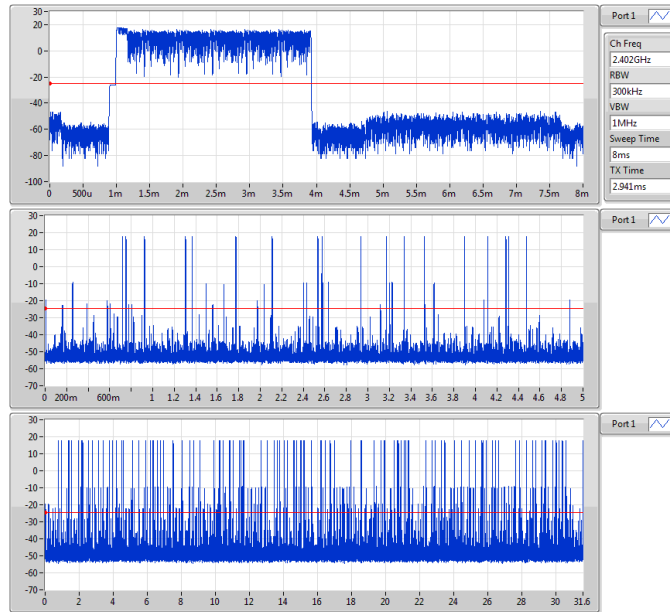 30
20
0
-20
-40
-60
-80
-100
0 500u 1m 1.5m 2m 2.5m 3m 3.5m 4m 4.5m 5m 5.5m 6m 6.5m 7m 7.5m 8m
Port 1
Ch Freq
2.402GHz
RBW
300kHz
VBW
1MHz
Sweep Time
8ms
TX Time
2.941ms
30
20
10
0
-10
-20
-30
-40
-50
-60
-70
0 200m 600m 1 1.2 1.4 1.6 1.8 2 2.2 2.4 2.6 2.8 3 3.2 3.4 3.6 3.8 4 4.2 4.4 4.6 4.8 5
Port 1
30
20
10
0
-10
-20
-30
-40
-50
-60
-70
0 2 4 6 8 10 12 14 16 18 20 22 24 26 28 30 31.6
Port 1